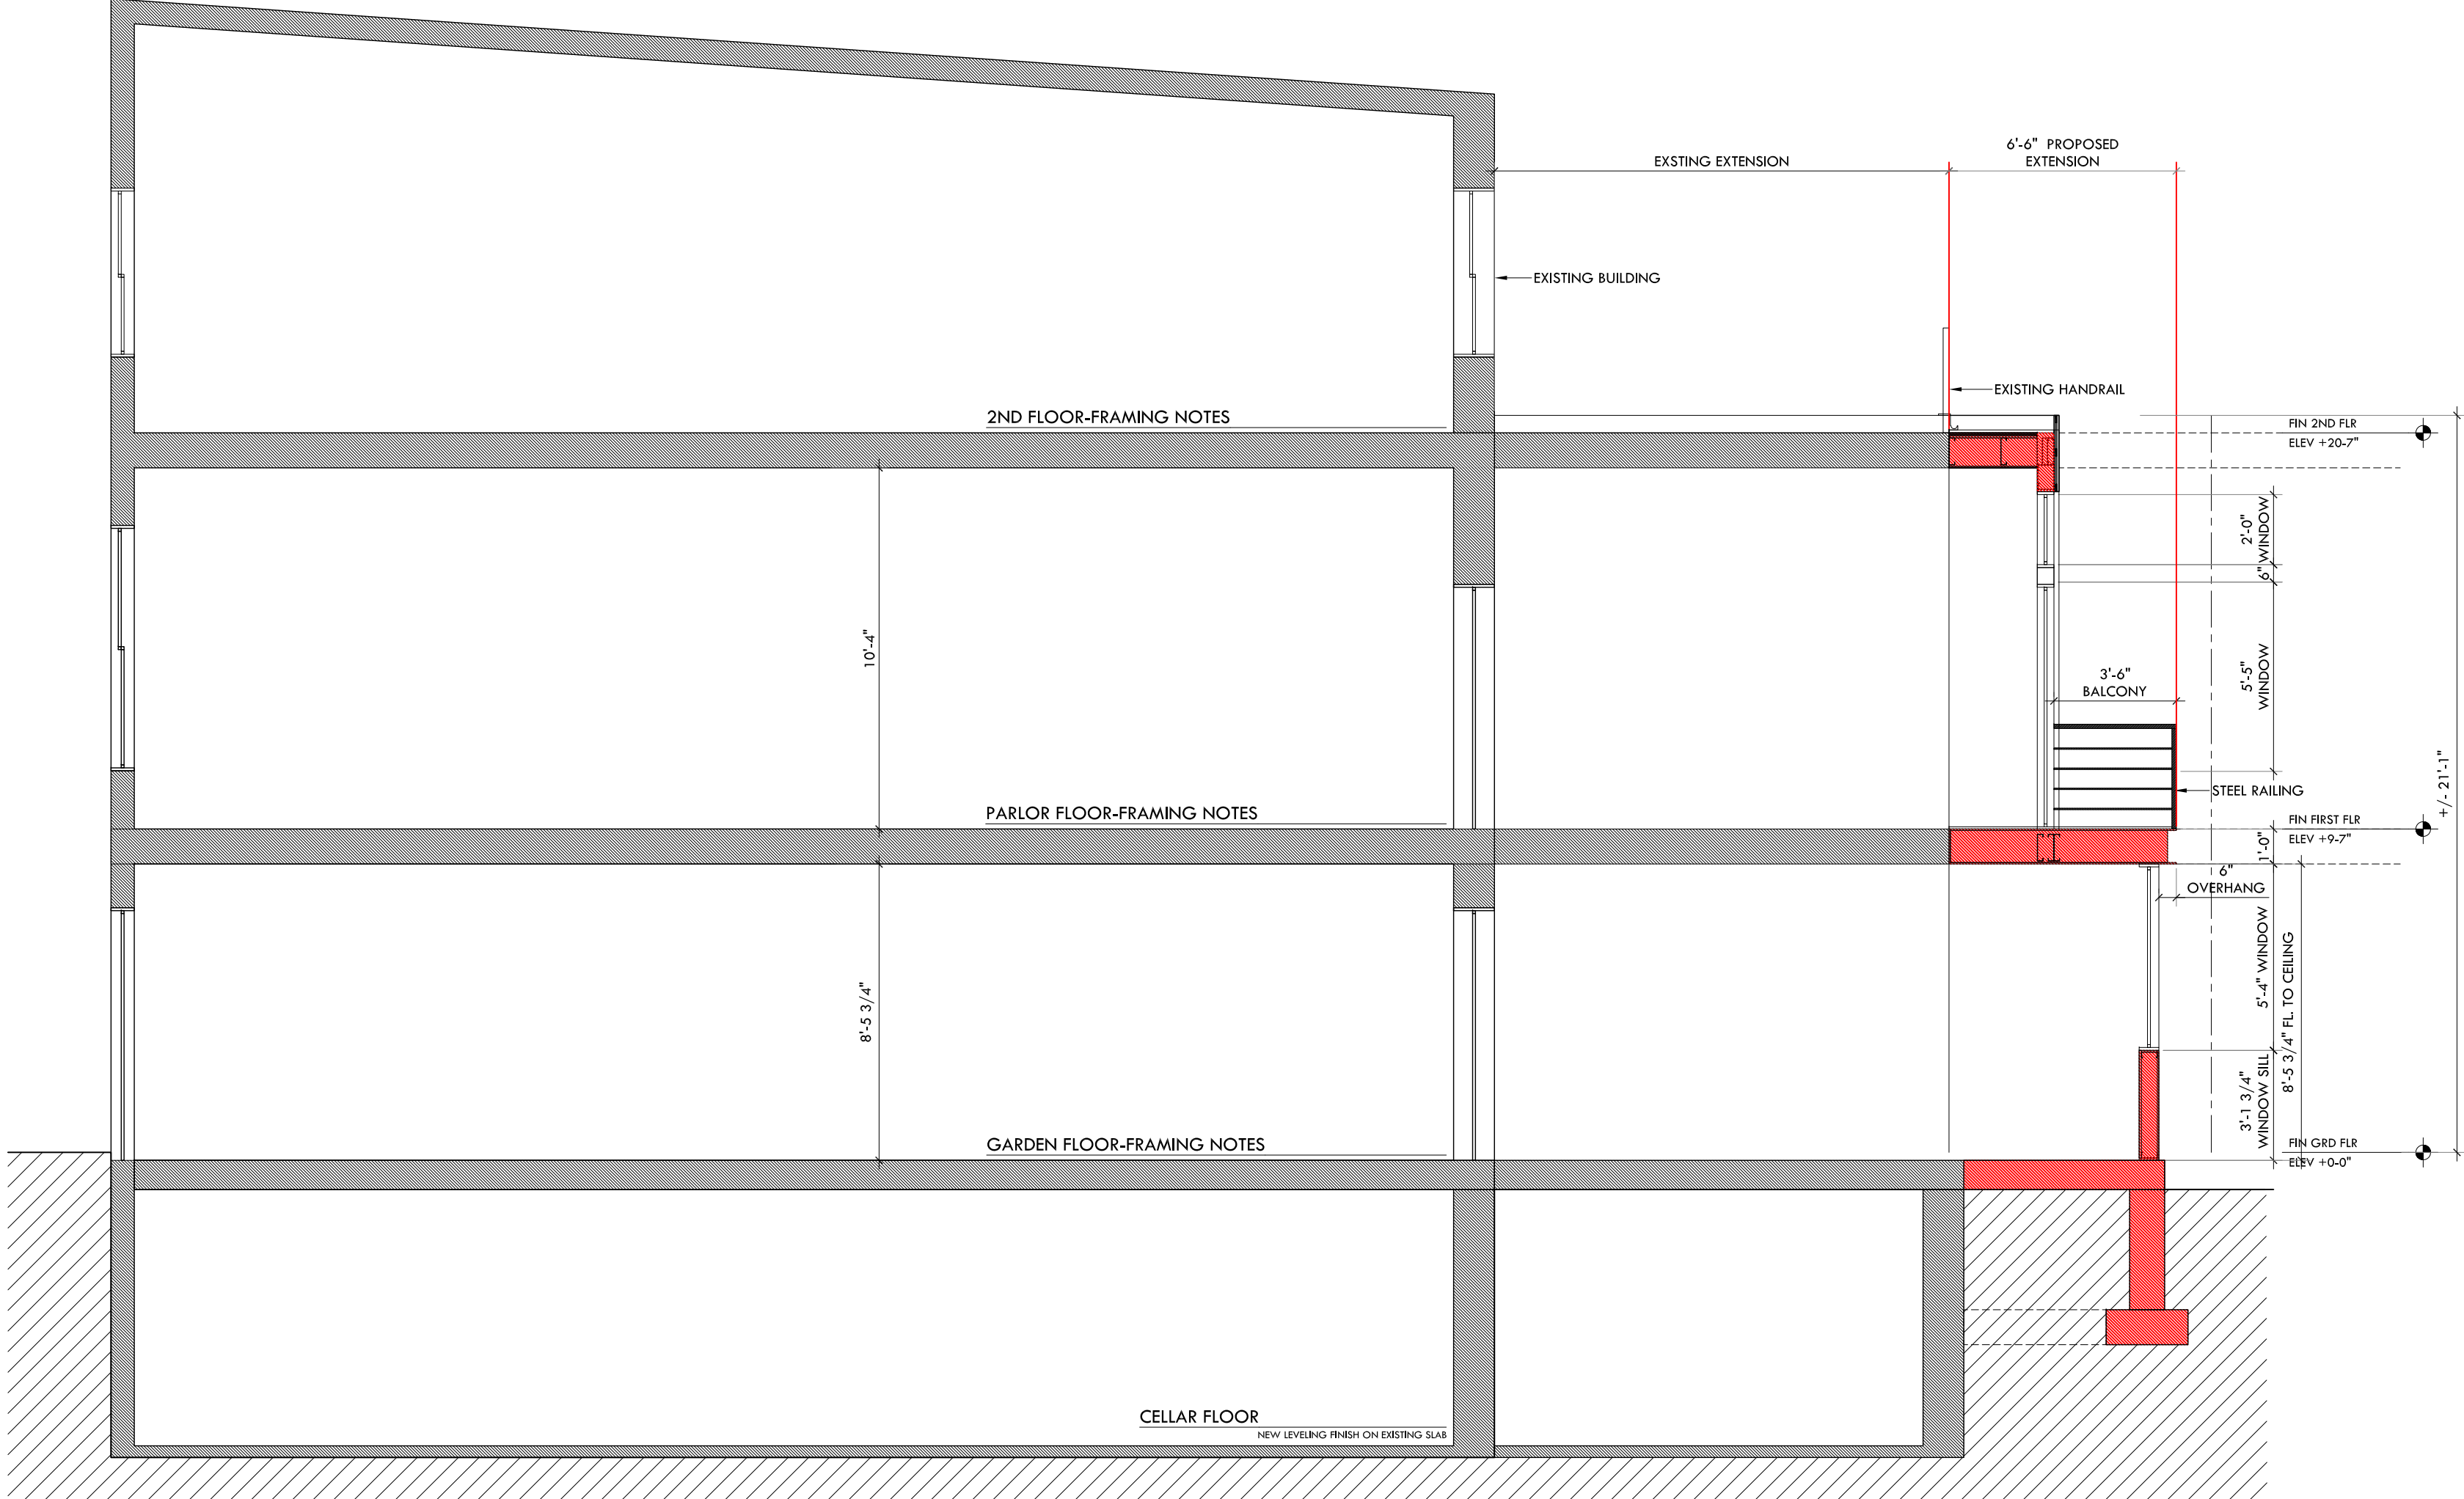 6'-6" PROPOSED
EXTENSION
EXSTING EXTENSION
EXISTING BUILDING
EXISTING HANDRAIL
2ND FLOOR-FRAMING NOTES
FIN 2ND FLR
ELEV +20-7"
2'-0"
WINDOW
6"
10'-4"
5'-5"
WINDOW
3'-6"
BALCONY
+/- 21'-1"
STEEL RAILING
PARLOR FLOOR-FRAMING NOTES
FIN FIRST FLR
ELEV +9-7"
1'-0"
6"
OVERHANG
5'-4" WINDOW
8'-5 3/4" FL. TO CEILING
8'-5 3/4"
3'-1 3/4"
WINDOW SILL
GARDEN FLOOR-FRAMING NOTES
FIN GRD FLR
ELEV +0-0"
CELLAR FLOOR
NEW LEVELING FINISH ON EXISTING SLAB